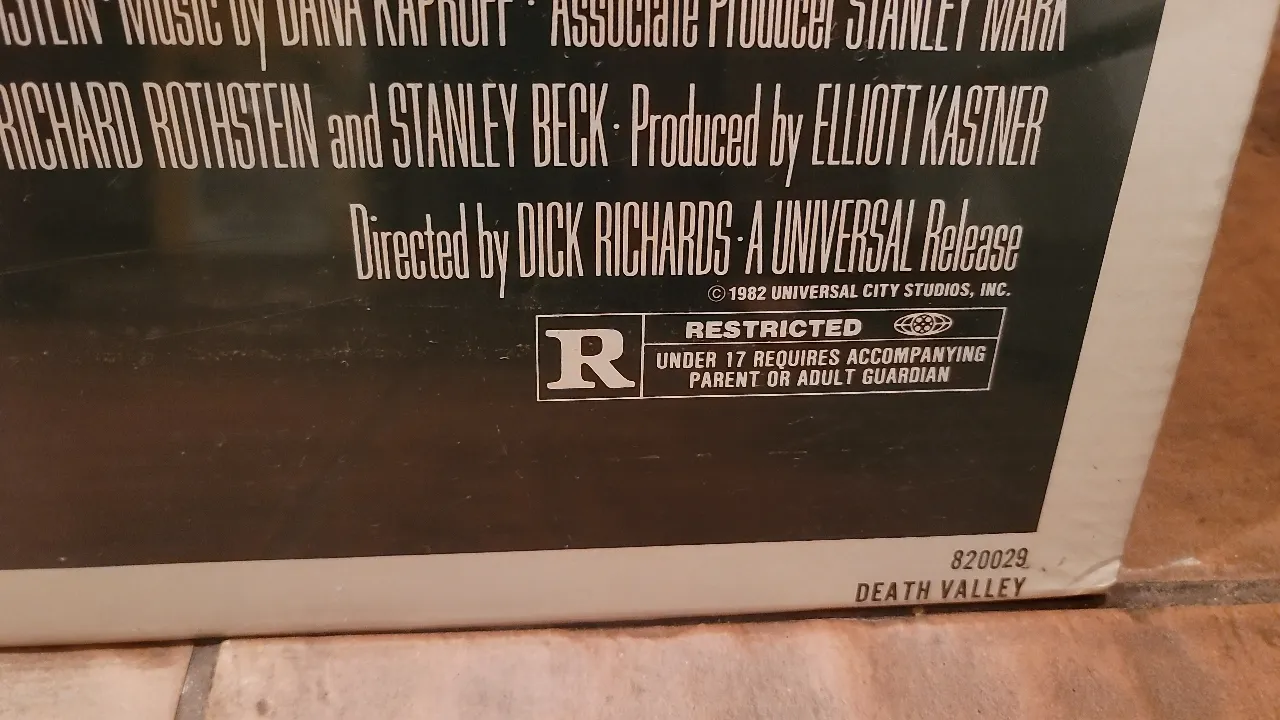 Music by DANA KAPROFF · Associate Producer STANLEY MARK
RICHARD ROTHSTEIN and STANLEY BECK · Produced by ELLIOTT KASTNER
Directed by DICK RICHARDS · A UNIVERSAL Release
© 1982 UNIVERSAL CITY STUDIOS, INC.
R
RESTRICTED
UNDER 17 REQUIRES ACCOMPANYING
PARENT OR ADULT GUARDIAN
820029
DEATH VALLEY